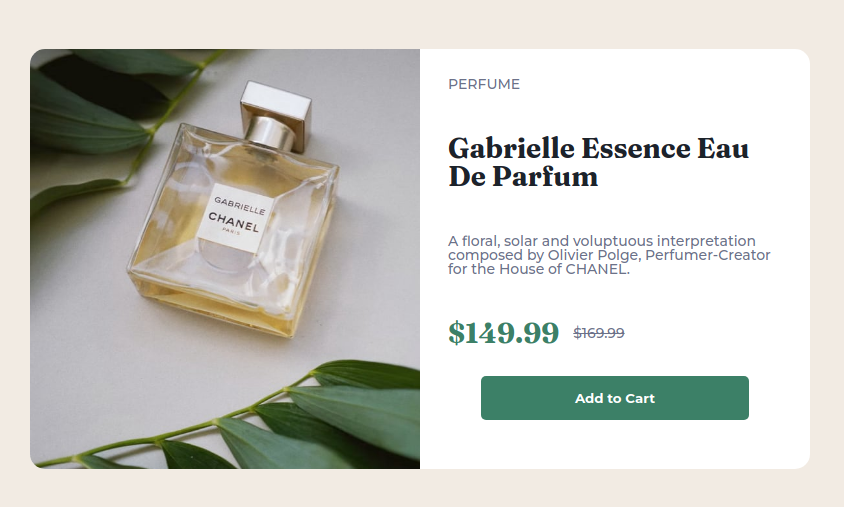 GABRIELLE
CHANEL
PARIS
PERFUME
Gabrielle Essence Eau
De Parfum
A floral, solar and voluptuous interpretation
composed by Olivier Polge, Perfumer-Creator
for the House of CHANEL.
$149.99 $169.99
Add to Cart